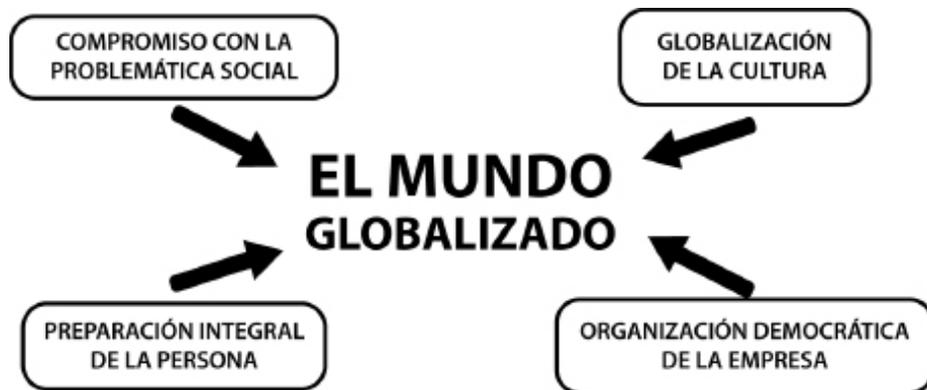 COMPROMISO CON LA
PROBLEMÁTICA SOCIAL
GLOBALIZACIÓN
DE LA CULTURA
EL MUNDO
GLOBALIZADO
PREPARACIÓN INTEGRAL
DE LA PERSONA
ORGANIZACIÓN DEMOCRÁTICA
DE LA EMPRESA